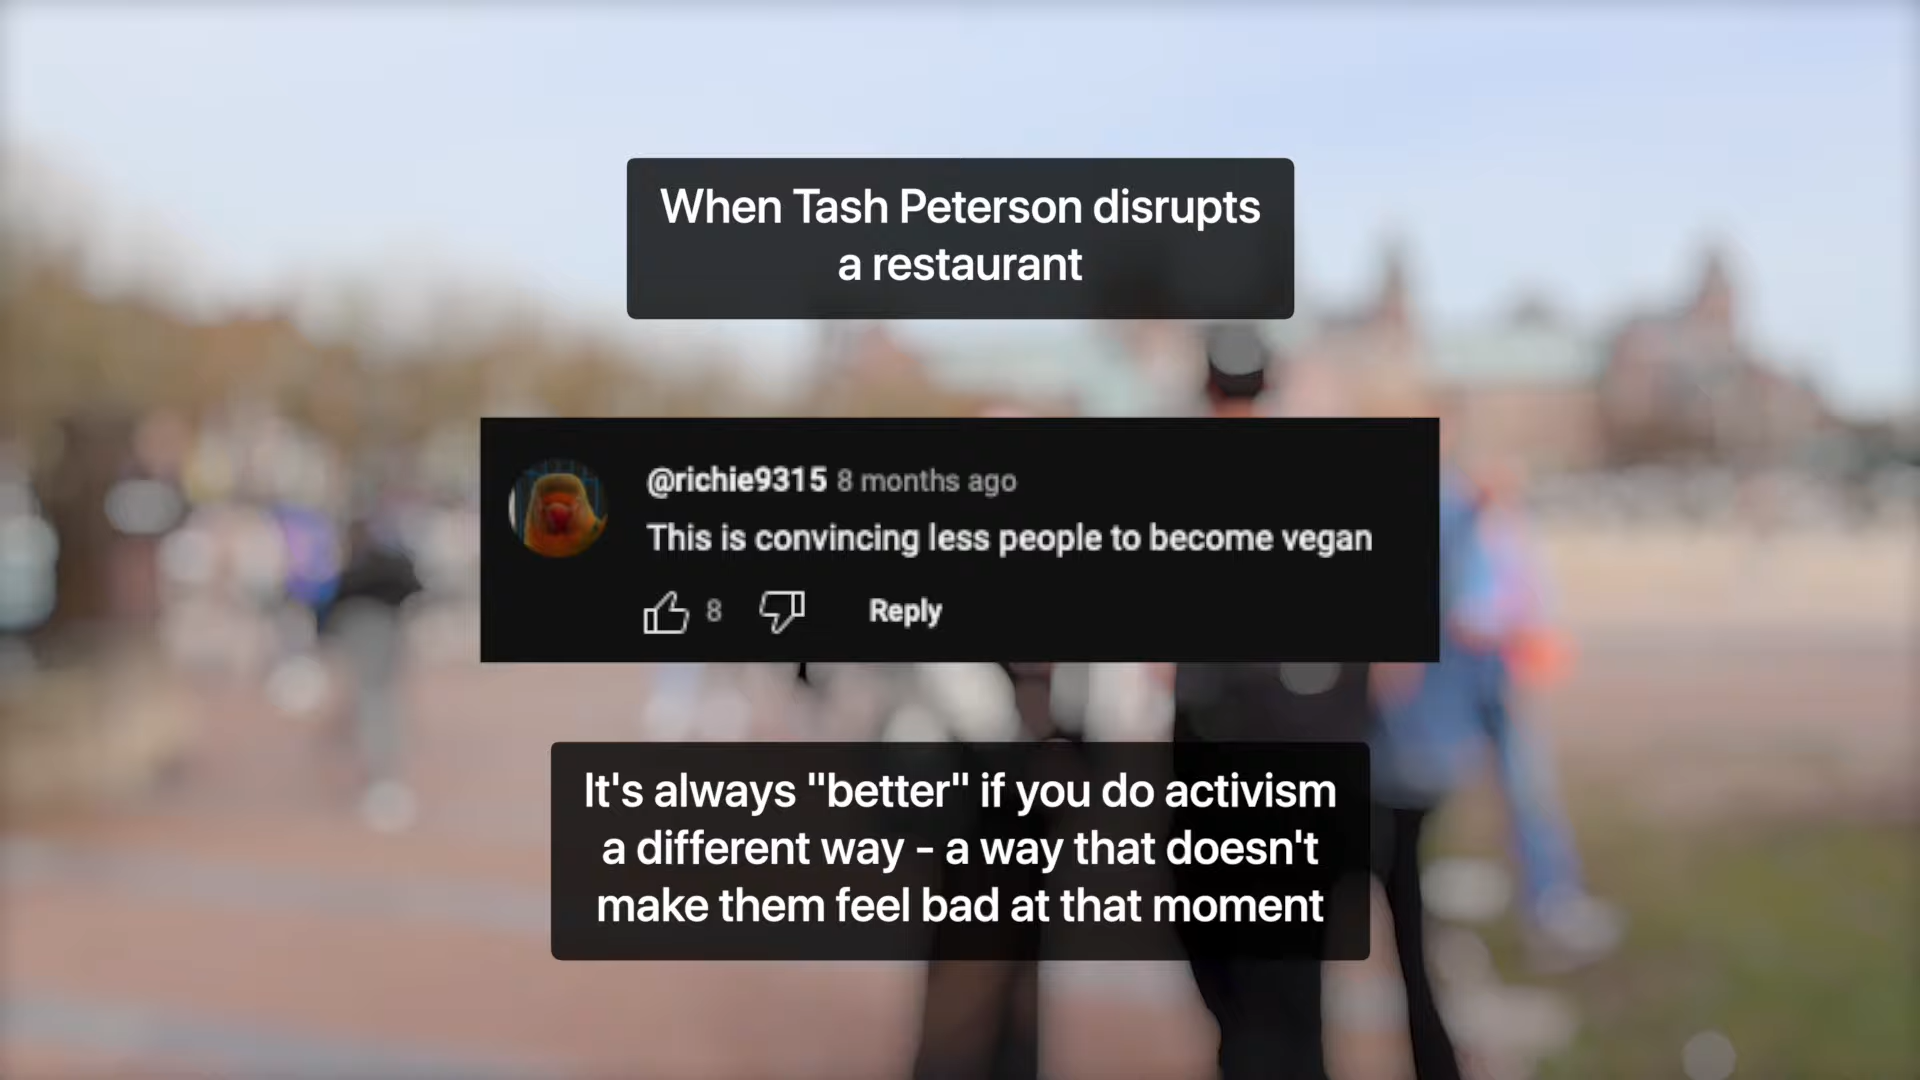 When Tash Peterson disrupts
a restaurant
@richie9315 8 months ago
This is convincing less people to become vegan
8
Reply
It's always "better" if you do activism
a different way - a way that doesn't
make them feel bad at that moment